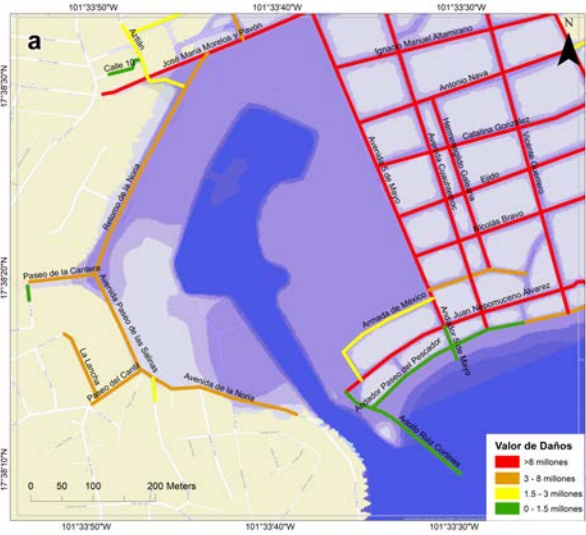 101°33'50"W 101°33'40"W 101°33'30"W
a
N
Aztlán
José María Morelos y Pavón
Calle 10
Ignacio Manuel Altamirano
Antonio Nava
Catalina González
Hermenegildo Galeana
Avenida 5 de Mayo
Avenida Cuauhtémoc
Vicente Guerrero
Ejido
Nicolás Bravo
Retorno de la Noria
Paseo de la Cantera
Avenida Paseo de las Salinas
Armada de México
Juan Nepomuceno Álvarez
Andador 5 de Mayo
Andador Paseo del Pescador
La Lancha
Paseo del Canta
Avenida de la Noria
Adolfo Ruiz Cortines
17°38'30"N
17°38'20"N
17°38'10"N
0 50 100 200 Meters
Valor de Daños
>8 millones
3 - 8 millones
1.5 - 3 millones
0 - 1.5 millones
101°33'50"W 101°33'40"W 101°33'30"W